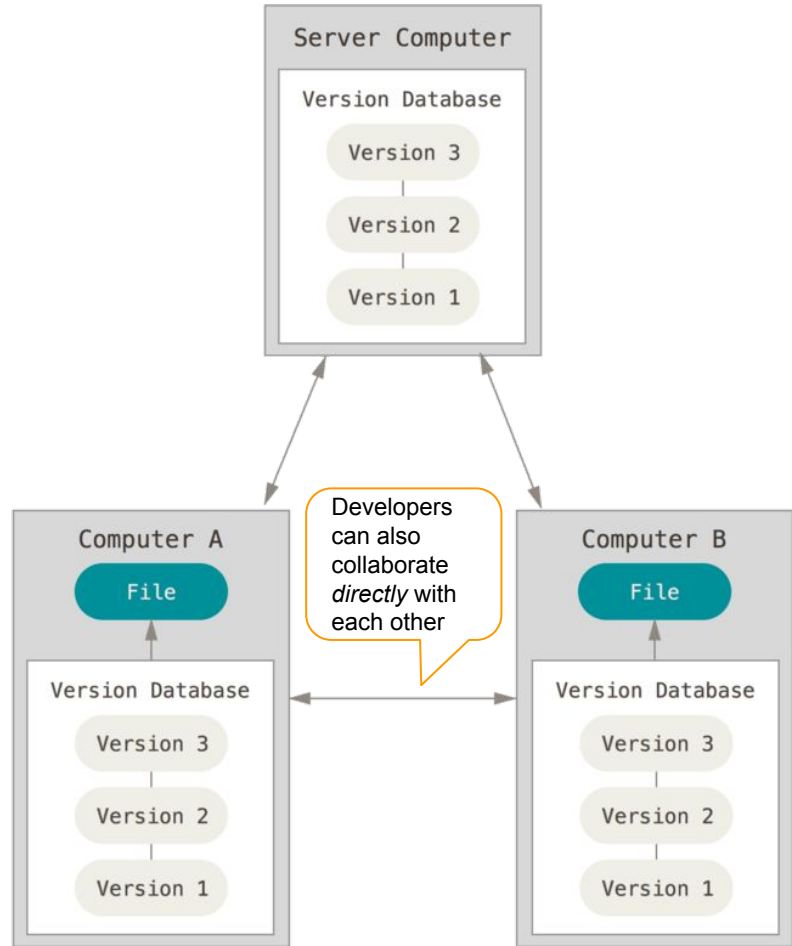 Server Computer
Version Database
Version 3
Version 2
Version 1
Developers
can also
collaborate
directly with
each other
Computer A
File
Version Database
Version 3
Version 2
Version 1
Computer B
File
Version Database
Version 3
Version 2
Version 1